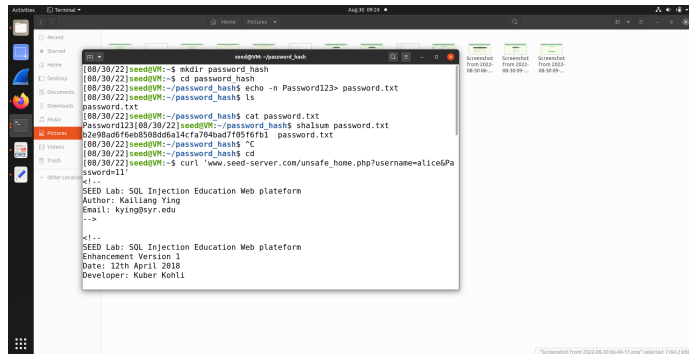 Activities
Terminal
Aug 30 09:24
Home
Pictures
Recent
Starred
Home
Desktop
Documents
Downloads
Music
Pictures
Videos
Trash
Other Locatio
Screenshot from 2022-08-30 06-...
Screenshot from 2022-08-30 09-...
Screenshot from 2022-08-30 09-...
seed@VM: ~/password_hash
[08/30/22]seed@VM:~$ mkdir password_hash
[08/30/22]seed@VM:~$ cd password_hash
[08/30/22]seed@VM:~/password_hash$ echo -n Password123> password.txt
[08/30/22]seed@VM:~/password_hash$ ls
password.txt
[08/30/22]seed@VM:~/password_hash$ cat password.txt
Password123[08/30/22]seed@VM:~/password_hash$ sha1sum password.txt
b2e98ad6f6eb8508dd6a14cfa704bad7f05f6fb1  password.txt
[08/30/22]seed@VM:~/password_hash$ ^C
[08/30/22]seed@VM:~/password_hash$ cd
[08/30/22]seed@VM:~$ curl 'www.seed-server.com/unsafe_home.php?username=alice&Pa
ssword=11'
<!--
SEED Lab: SQL Injection Education Web plateform
Author: Kailiang Ying
Email: kying@syr.edu
-->
<!--
SEED Lab: SQL Injection Education Web plateform
Enhancement Version 1
Date: 12th April 2018
Developer: Kuber Kohli
"Screenshot from 2022-08-30 06-49-17.png" selected (184.2 kB)